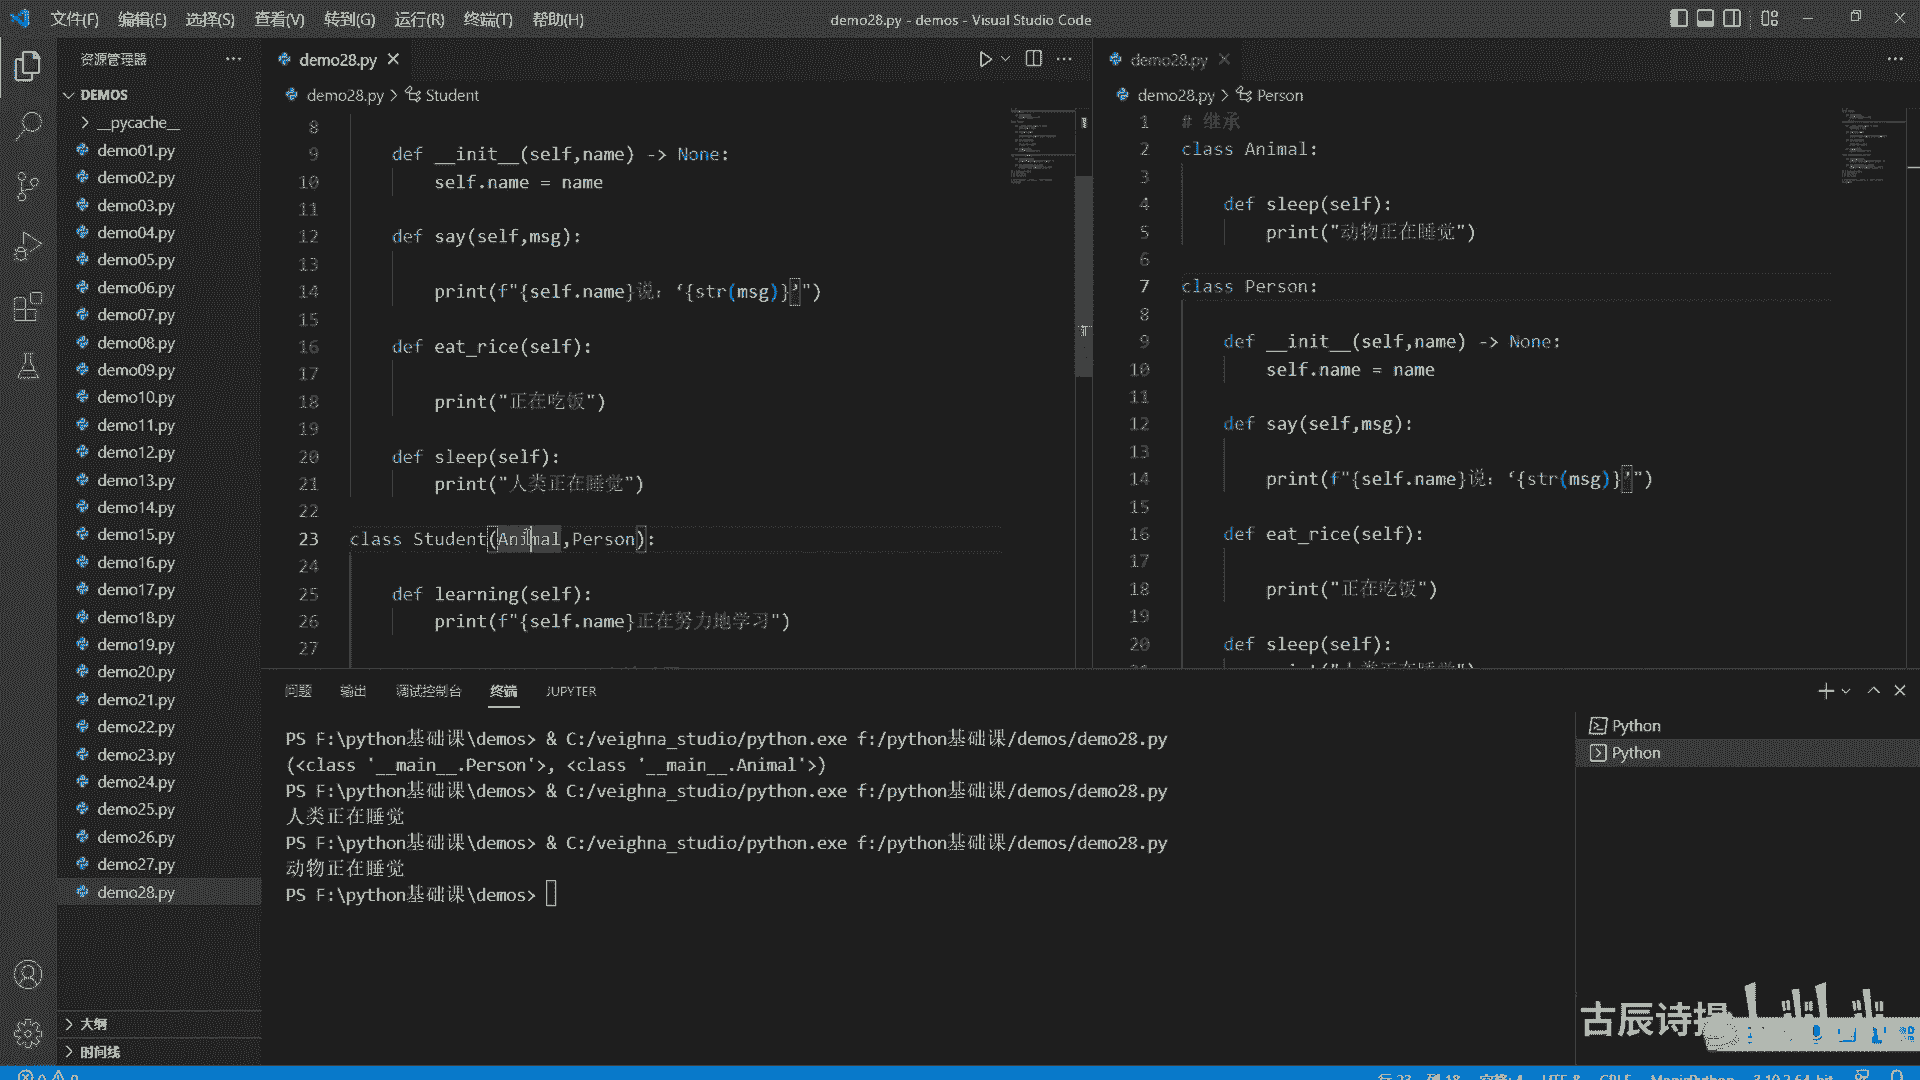 文件(F) 编辑(E) 选择(S) 查看(V) 转到(G) 运行(R) 终端(T) 帮助(H)
demo28.py - demos - Visual Studio Code
资源管理器
DEMOS
__pycache__
demo01.py
demo02.py
demo03.py
demo04.py
demo05.py
demo06.py
demo07.py
demo08.py
demo09.py
demo10.py
demo11.py
demo12.py
demo13.py
demo14.py
demo15.py
demo16.py
demo17.py
demo18.py
demo19.py
demo20.py
demo21.py
demo22.py
demo23.py
demo24.py
demo25.py
demo26.py
demo27.py
demo28.py
大纲
时间线
demo28.py
demo28.py > Student
8
9 def __init__(self,name) -> None:
10 self.name = name
11
12 def say(self,msg):
13
14 print(f"{self.name}说：‘{str(msg)}’")
15
16 def eat_rice(self):
17
18 print("正在吃饭")
19
20 def sleep(self):
21 print("人类正在睡觉")
22
23 class Student(Animal,Person):
24
25 def learning(self):
26 print(f"{self.name}正在努力地学习")
27
demo28.py
demo28.py > Person
1 # 继承
2 class Animal:
3
4 def sleep(self):
5 print("动物正在睡觉")
6
7 class Person:
8
9 def __init__(self,name) -> None:
10 self.name = name
11
12 def say(self,msg):
13
14 print(f"{self.name}说：‘{str(msg)}’")
15
16 def eat_rice(self):
17
18 print("正在吃饭")
19
20 def sleep(self):
问题 输出 调试控制台 终端 JUPYTER
PS F:\python基础课\demos> & C:/veighna_studio/python.exe f:/python基础课/demos/demo28.py
(<class '__main__.Person'>, <class '__main__.Animal'>)
PS F:\python基础课\demos> & C:/veighna_studio/python.exe f:/python基础课/demos/demo28.py
人类正在睡觉
PS F:\python基础课\demos> & C:/veighna_studio/python.exe f:/python基础课/demos/demo28.py
动物正在睡觉
PS F:\python基础课\demos>
Python
Python
古辰诗提